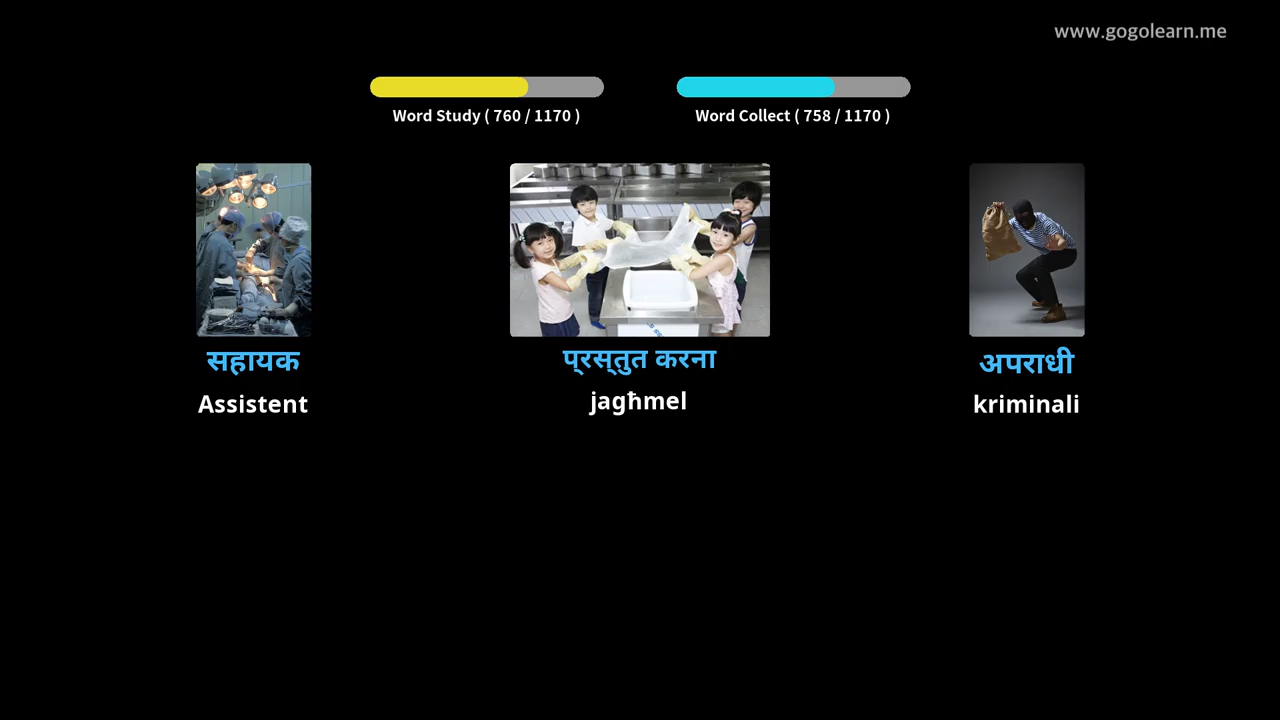 www.gogolearn.me
Word Study ( 760 / 1170 )
Word Collect ( 758 / 1170 )
सहायक
प्रस्तुत करना
अपराधी
Assistent
jagħmel
kriminali